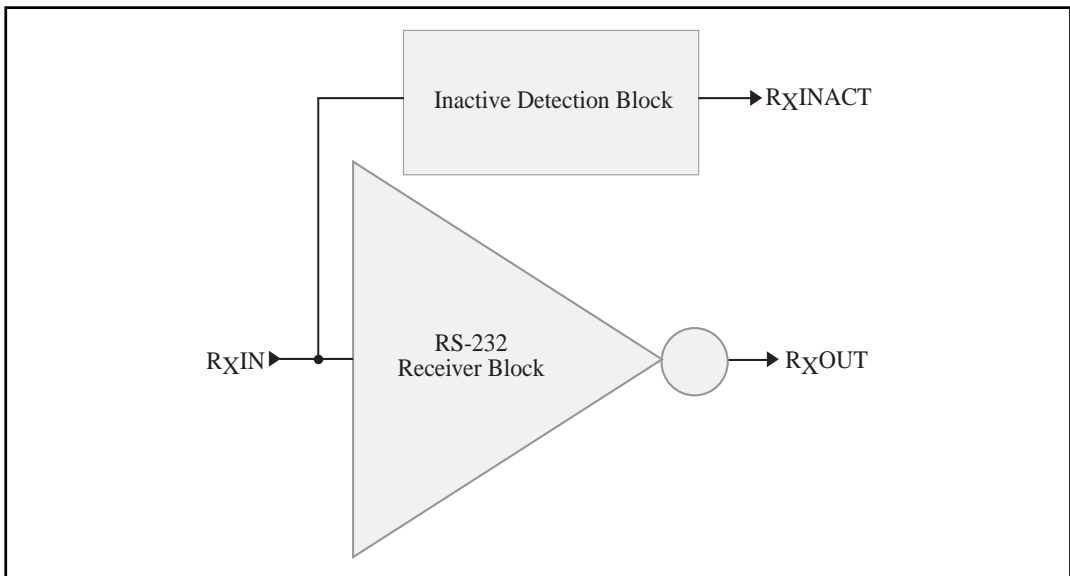 Inactive Detection Block
RXINACT
RS-232
Receiver Block
RXIN
RXOUT